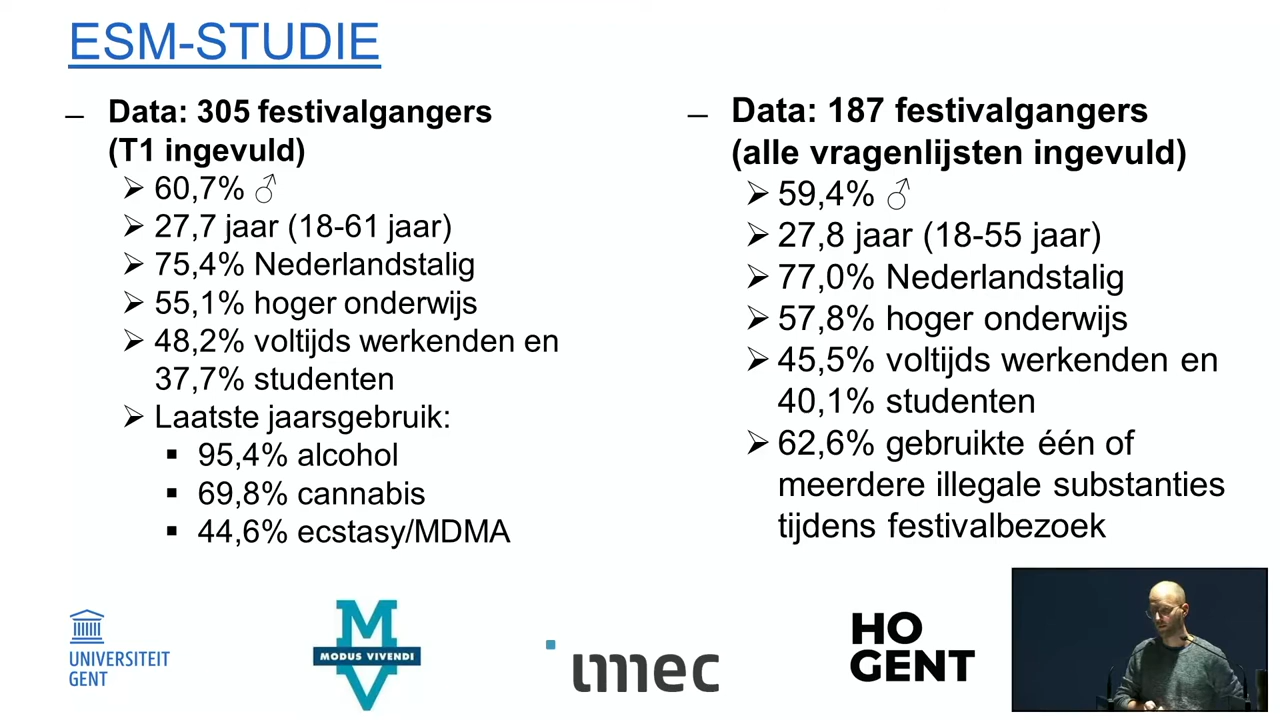 ESM-STUDIE
– Data: 305 festivalgangers
(T1 ingevuld)
➢ 60,7% ♂
➢ 27,7 jaar (18-61 jaar)
➢ 75,4% Nederlandstalig
➢ 55,1% hoger onderwijs
➢ 48,2% voltijds werkenden en
37,7% studenten
➢ Laatste jaarsgebruik:
▪ 95,4% alcohol
▪ 69,8% cannabis
▪ 44,6% ecstasy/MDMA
– Data: 187 festivalgangers
(alle vragenlijsten ingevuld)
➢ 59,4% ♂
➢ 27,8 jaar (18-55 jaar)
➢ 77,0% Nederlandstalig
➢ 57,8% hoger onderwijs
➢ 45,5% voltijds werkenden en
40,1% studenten
➢ 62,6% gebruikte één of
meerdere illegale substanties
tijdens festivalbezoek
UNIVERSITEIT
GENT
M
MODUS VIVENDI
V
imec
HO
GENT